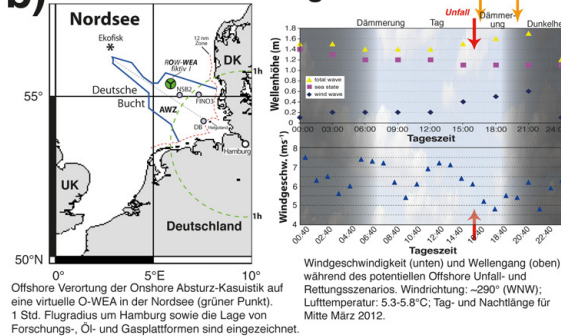 b)
Nordsee
Ekofisk
*
12 nm
Zone
ROW-WEA
fiktiv !
DK
1h
NSB2
FINO3
55°
Deutsche
Bucht
AWZ
DB
Helgoland
Hamburg
UK
Deutschland
1h
50°N
0°
5°E
10°
Offshore Verortung der Onshore Absturz-Kasuistik auf
eine virtuelle O-WEA in der Nordsee (grüner Punkt).
1 Std. Flugradius um Hamburg sowie die Lage von
Forschungs-, Öl- und Gasplattformen sind eingezeichnet.
Unfall
Dämmerung
Tag
Dämmer-
ung
Dunkelhe
Wellenhöhe (m)
1.8
1.6
1.4
1.2
1.0
0.8
0.6
0.4
0.2
0
total wave
sea state
wind wave
00:00
03:00
06:00
09:00
12:00
15:00
18:00
21:00
24:0
Tageszeit
Windgeschw. (ms⁻¹)
8
7
6
5
4
00:40
02:40
04:40
06:40
08:40
10:40
12:40
14:40
16:40
18:40
20:40
22:40
Tageszeit
Windgeschwindigkeit (unten) und Wellengang (oben)
während des potentiellen Offshore Unfall- und
Rettungsszenarios. Windrichtung: ~290° (WNW);
Lufttemperatur: 5.3-5.8°C; Tag- und Nachtlänge für
Mitte März 2012.